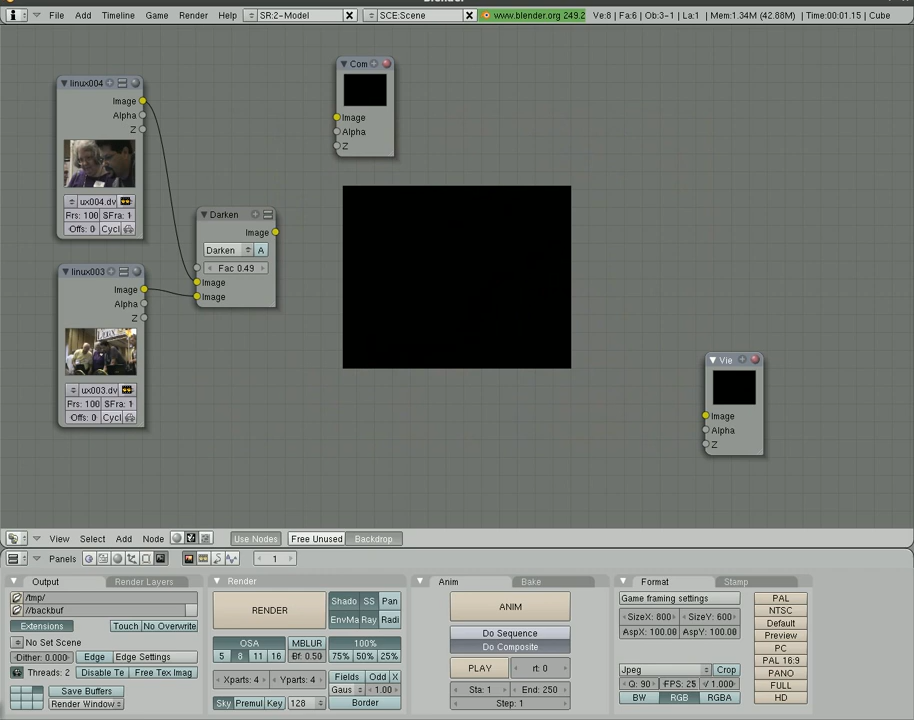 Blender
File Add Timeline Game Render Help SR:2-Model SCE:Scene www.blender.org 249.2 Ve:8 | Fa:6 | Ob:3-1 | La:1 | Mem:1.34M (42.88M) | Time:00:01.15 | Cube
linux004
Image
Alpha
Z
ux004.dv
Frs: 100 SFra: 1
Offs: 0 Cycl
Com
Image
Alpha
Z
Darken
Image
Darken A
Fac 0.49
Image
Image
linux003
Image
Alpha
Z
ux003.dv
Frs: 100 SFra: 1
Offs: 0 Cycl
Vie
Image
Alpha
Z
View Select Add Node Use Nodes Free Unused Backdrop
Panels 1
Output Render Layers
/tmp/
//backbuf
Extensions Touch No Overwrite
No Set Scene
Dither: 0.000 Edge Edge Settings
Threads: 2 Disable Te Free Tex Imag
Save Buffers
Render Window
Render
RENDER
Shado SS Pan
EnvMa Ray Radi
OSA MBLUR 100%
5 8 11 16 Bf: 0.50 75% 50% 25%
Xparts: 4 Yparts: 4 Fields Odd X
Gaus 1.00
Sky Premul Key 128 Border
Anim Bake
ANIM
Do Sequence
Do Composite
PLAY rt: 0
Sta: 1 End: 250
Step: 1
Format Stamp
Game framing settings
SizeX: 800 SizeY: 600
AspX: 100.00 AspY: 100.00
Jpeg Crop
Q: 90 FPS: 25 / 1.000
BW RGB RGBA
PAL
NTSC
Default
Preview
PC
PAL 16:9
PANO
FULL
HD